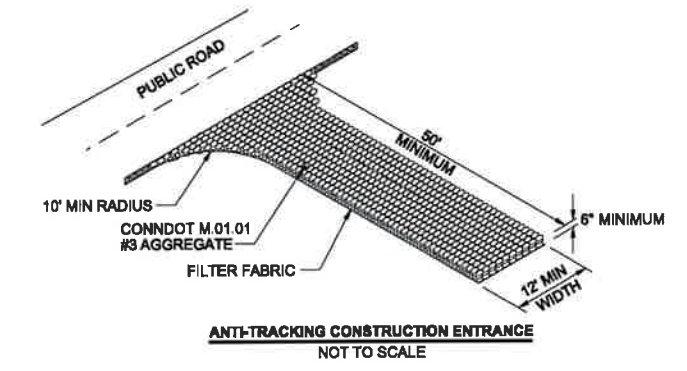 PUBLIC ROAD
50'
MINIMUM
10' MIN RADIUS
6" MINIMUM
CONNDOT M.01.01
#3 AGGREGATE
FILTER FABRIC
12' MIN
WIDTH
ANTI-TRACKING CONSTRUCTION ENTRANCE
NOT TO SCALE